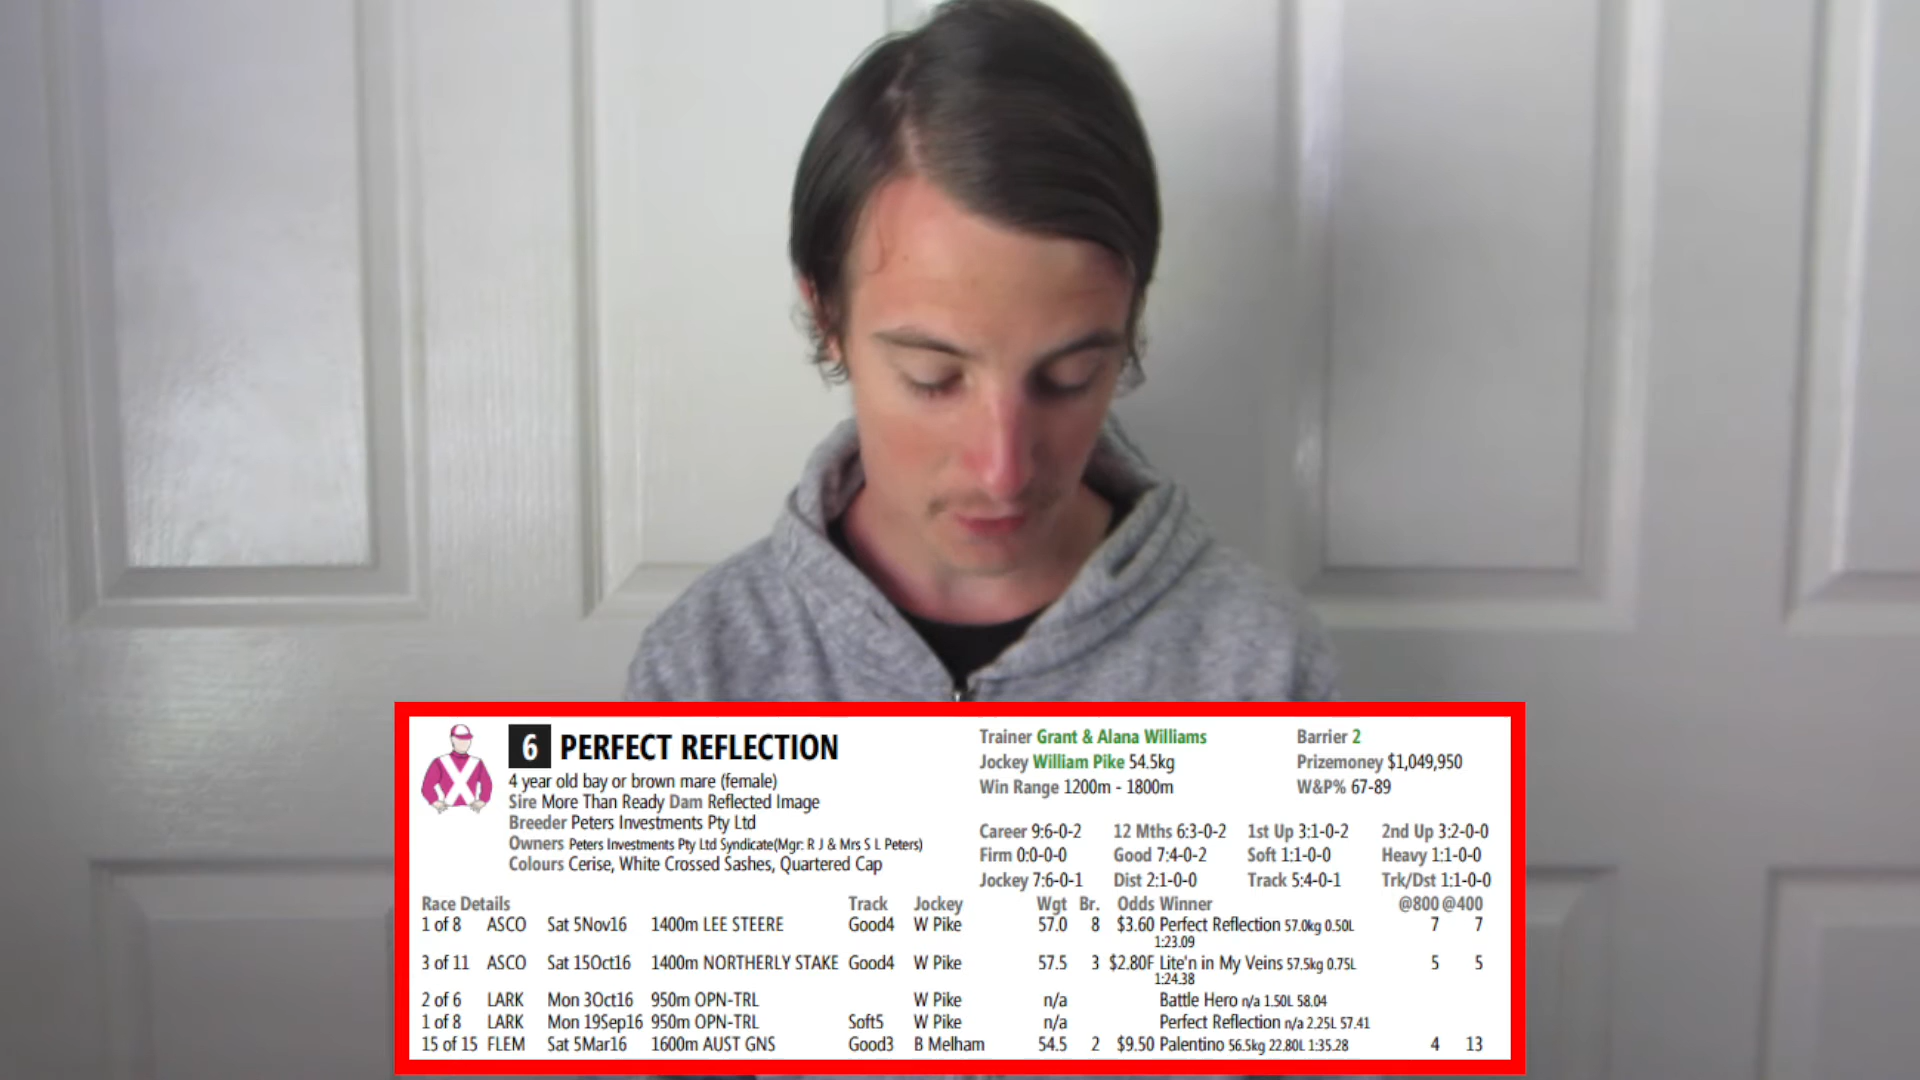 6 PERFECT REFLECTION
4 year old bay or brown mare (female)
Sire More Than Ready Dam Reflected Image
Breeder Peters Investments Pty Ltd
Owners Peters Investments Pty Ltd Syndicate(Mgr: R J & Mrs S L Peters)
Colours Cerise, White Crossed Sashes, Quartered Cap
Trainer Grant & Alana Williams
Jockey William Pike 54.5kg
Win Range 1200m - 1800m
Barrier 2
Prizemoney $1,049,950
W&P% 67-89
Career 9:6-0-2 12 Mths 6:3-0-2 1st Up 3:1-0-2 2nd Up 3:2-0-0
Firm 0:0-0-0 Good 7:4-0-2 Soft 1:1-0-0 Heavy 1:1-0-0
Jockey 7:6-0-1 Dist 2:1-0-0 Track 5:4-0-1 Trk/Dst 1:1-0-0
Race Details Track Jockey Wgt Br. Odds Winner @800 @400
1 of 8 ASCO Sat 5Nov16 1400m LEE STEERE Good4 W Pike 57.0 8 $3.60 Perfect Reflection 57.0kg 0.50L 7 7
1:23.09
3 of 11 ASCO Sat 15Oct16 1400m NORTHERLY STAKE Good4 W Pike 57.5 3 $2.80F Lite'n in My Veins 57.5kg 0.75L 5 5
1:24.38
2 of 6 LARK Mon 3Oct16 950m OPN-TRL W Pike n/a Battle Hero n/a 1.50L 58.04
1 of 8 LARK Mon 19Sep16 950m OPN-TRL Soft5 W Pike n/a Perfect Reflection n/a 2.25L 57.41
15 of 15 FLEM Sat 5Mar16 1600m AUST GNS Good3 B Melham 54.5 2 $9.50 Palentino 56.5kg 22.80L 1:35.28 4 13